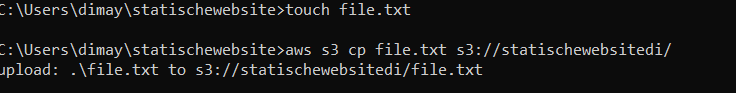 C:\Users\dimay\statischewebsite>touch file.txt
C:\Users\dimay\statischewebsite>aws s3 cp file.txt s3://statischewebsitedi/
upload: .\file.txt to s3://statischewebsitedi/file.txt